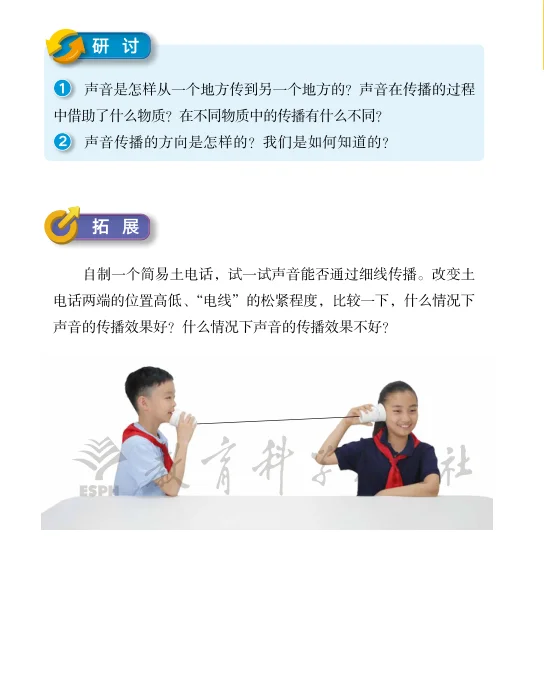 研讨
1 声音是怎样从一个地方传到另一个地方的？声音在传播的过程
中借助了什么物质？在不同物质中的传播有什么不同？
2 声音传播的方向是怎样的？我们是如何知道的？
拓展
自制一个简易土电话，试一试声音能否通过细线传播。改变土
电话两端的位置高低、“电线”的松紧程度，比较一下，什么情况下
声音的传播效果好？什么情况下声音的传播效果不好？
ESPH 育科 社